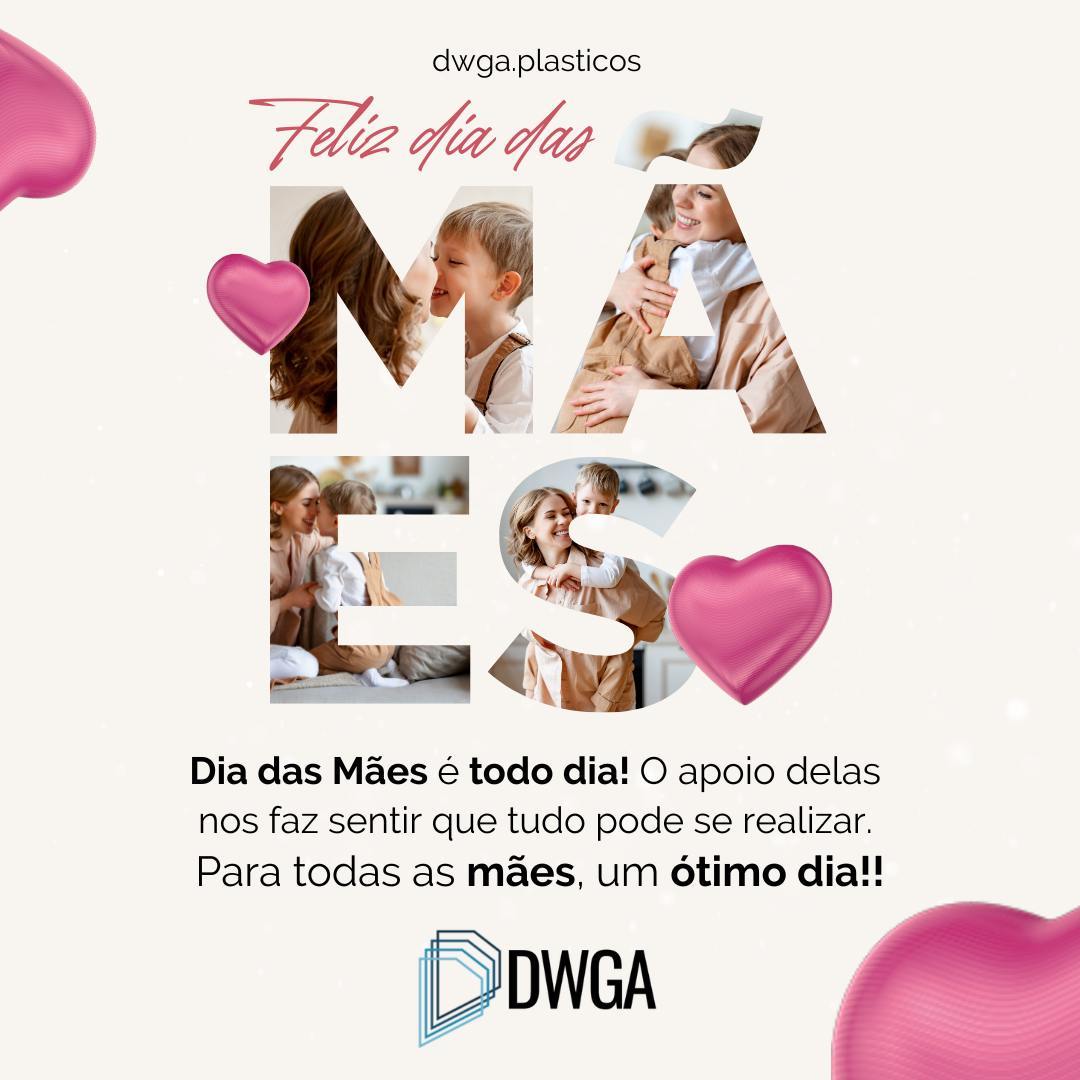 dwga.plasticos
Feliz dia das
MÃ
ES
Dia das Mães é todo dia! O apoio delas
nos faz sentir que tudo pode se realizar.
Para todas as mães, um ótimo dia!!
DWGA